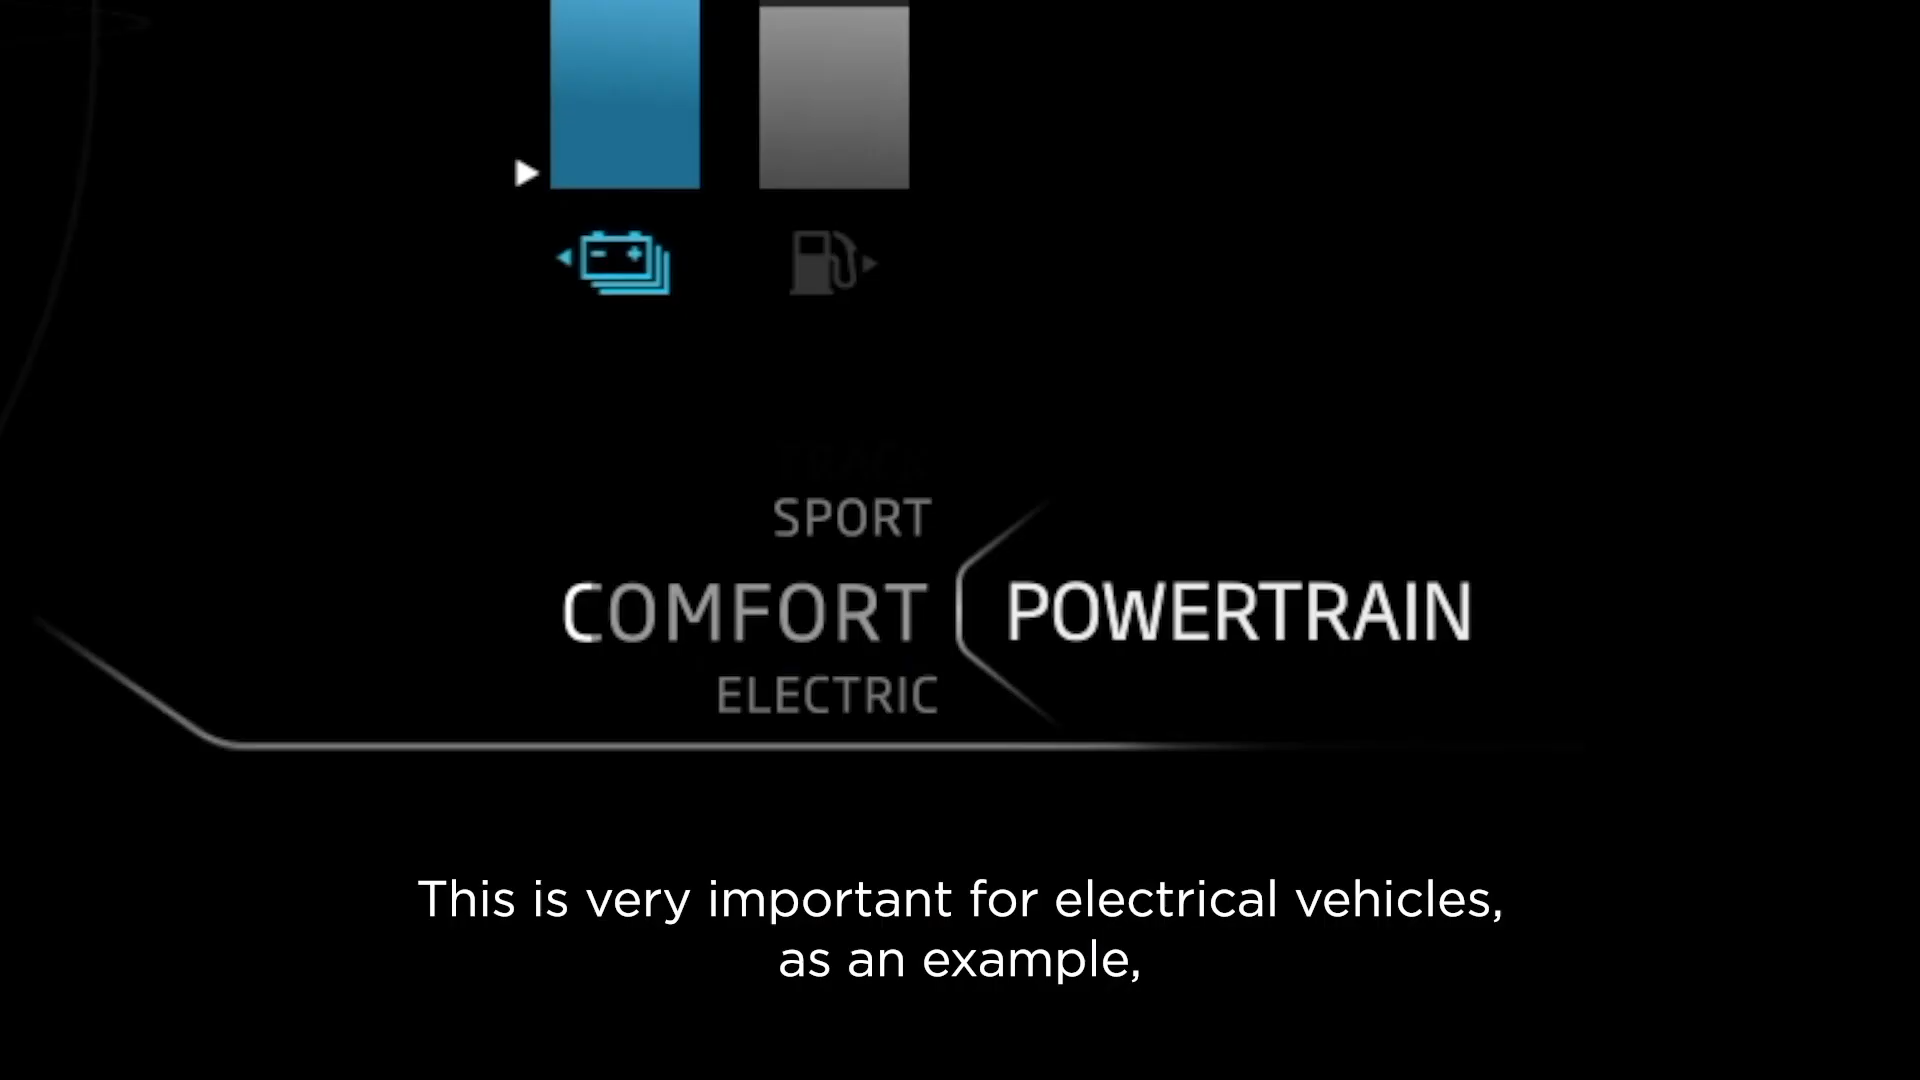 SPORT
COMFORT
POWERTRAIN
ELECTRIC
This is very important for electrical vehicles,
as an example,